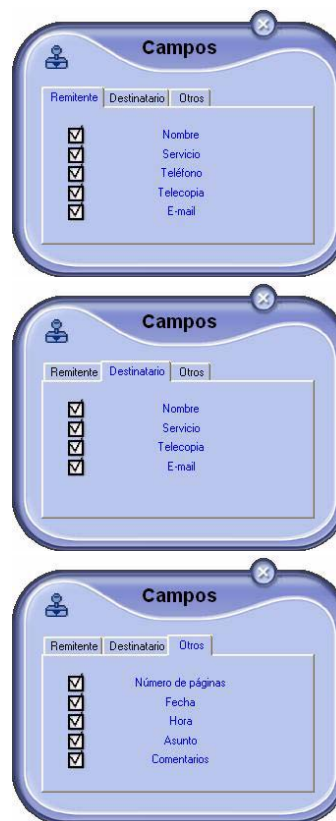 Campos
Remitente Destinatario Otros
Nombre
Servicio
Teléfono
Telecopia
E-mail
Campos
Remitente Destinatario Otros
Nombre
Servicio
Telecopia
E-mail
Campos
Remitente Destinatario Otros
Número de páginas
Fecha
Hora
Asunto
Comentarios